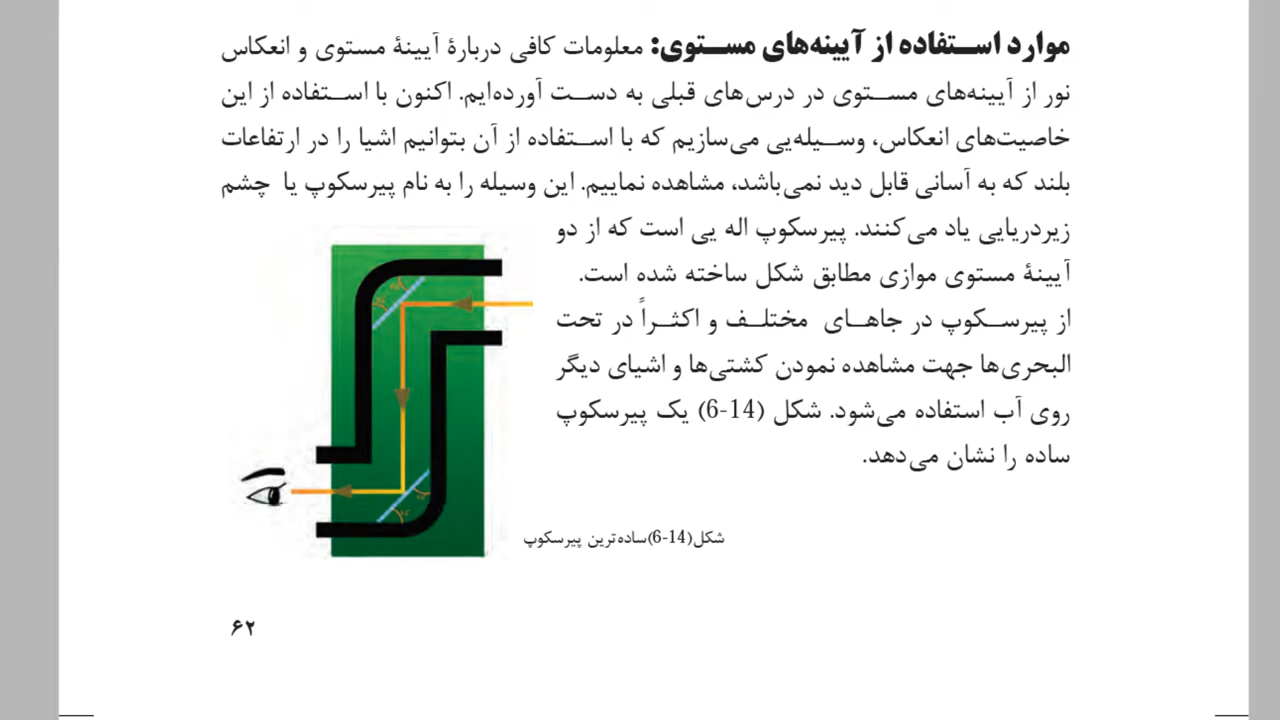 موارد استفاده از آیینه‌های مستوی: معلومات کافی دربارۀ آیینۀ مستوی و انعکاس
نور از آیینه‌های مستوی در درس‌های قبلی به دست آورده‌ایم. اکنون با استفاده از این
خاصیت‌های انعکاس، وسیله‌یی می‌سازیم که با استفاده از آن بتوانیم اشیا را در ارتفاعات
بلند که به آسانی قابل دید نمی‌باشد، مشاهده نماییم. این وسیله را به نام پیرسکوپ یا چشم
زیردریایی یاد می‌کنند. پیرسکوپ اله یی است که از دو
آیینۀ مستوی موازی مطابق شکل ساخته شده است.
از پیرسکوپ در جاهای مختلف و اکثراً در تحت
البحری‌ها جهت مشاهده نمودن کشتی‌ها و اشیای دیگر
روی آب استفاده می‌شود. شکل (14-6) یک پیرسکوپ
ساده را نشان می‌دهد.
شکل(14-6)ساده‌ترین پیرسکوپ
۶۲